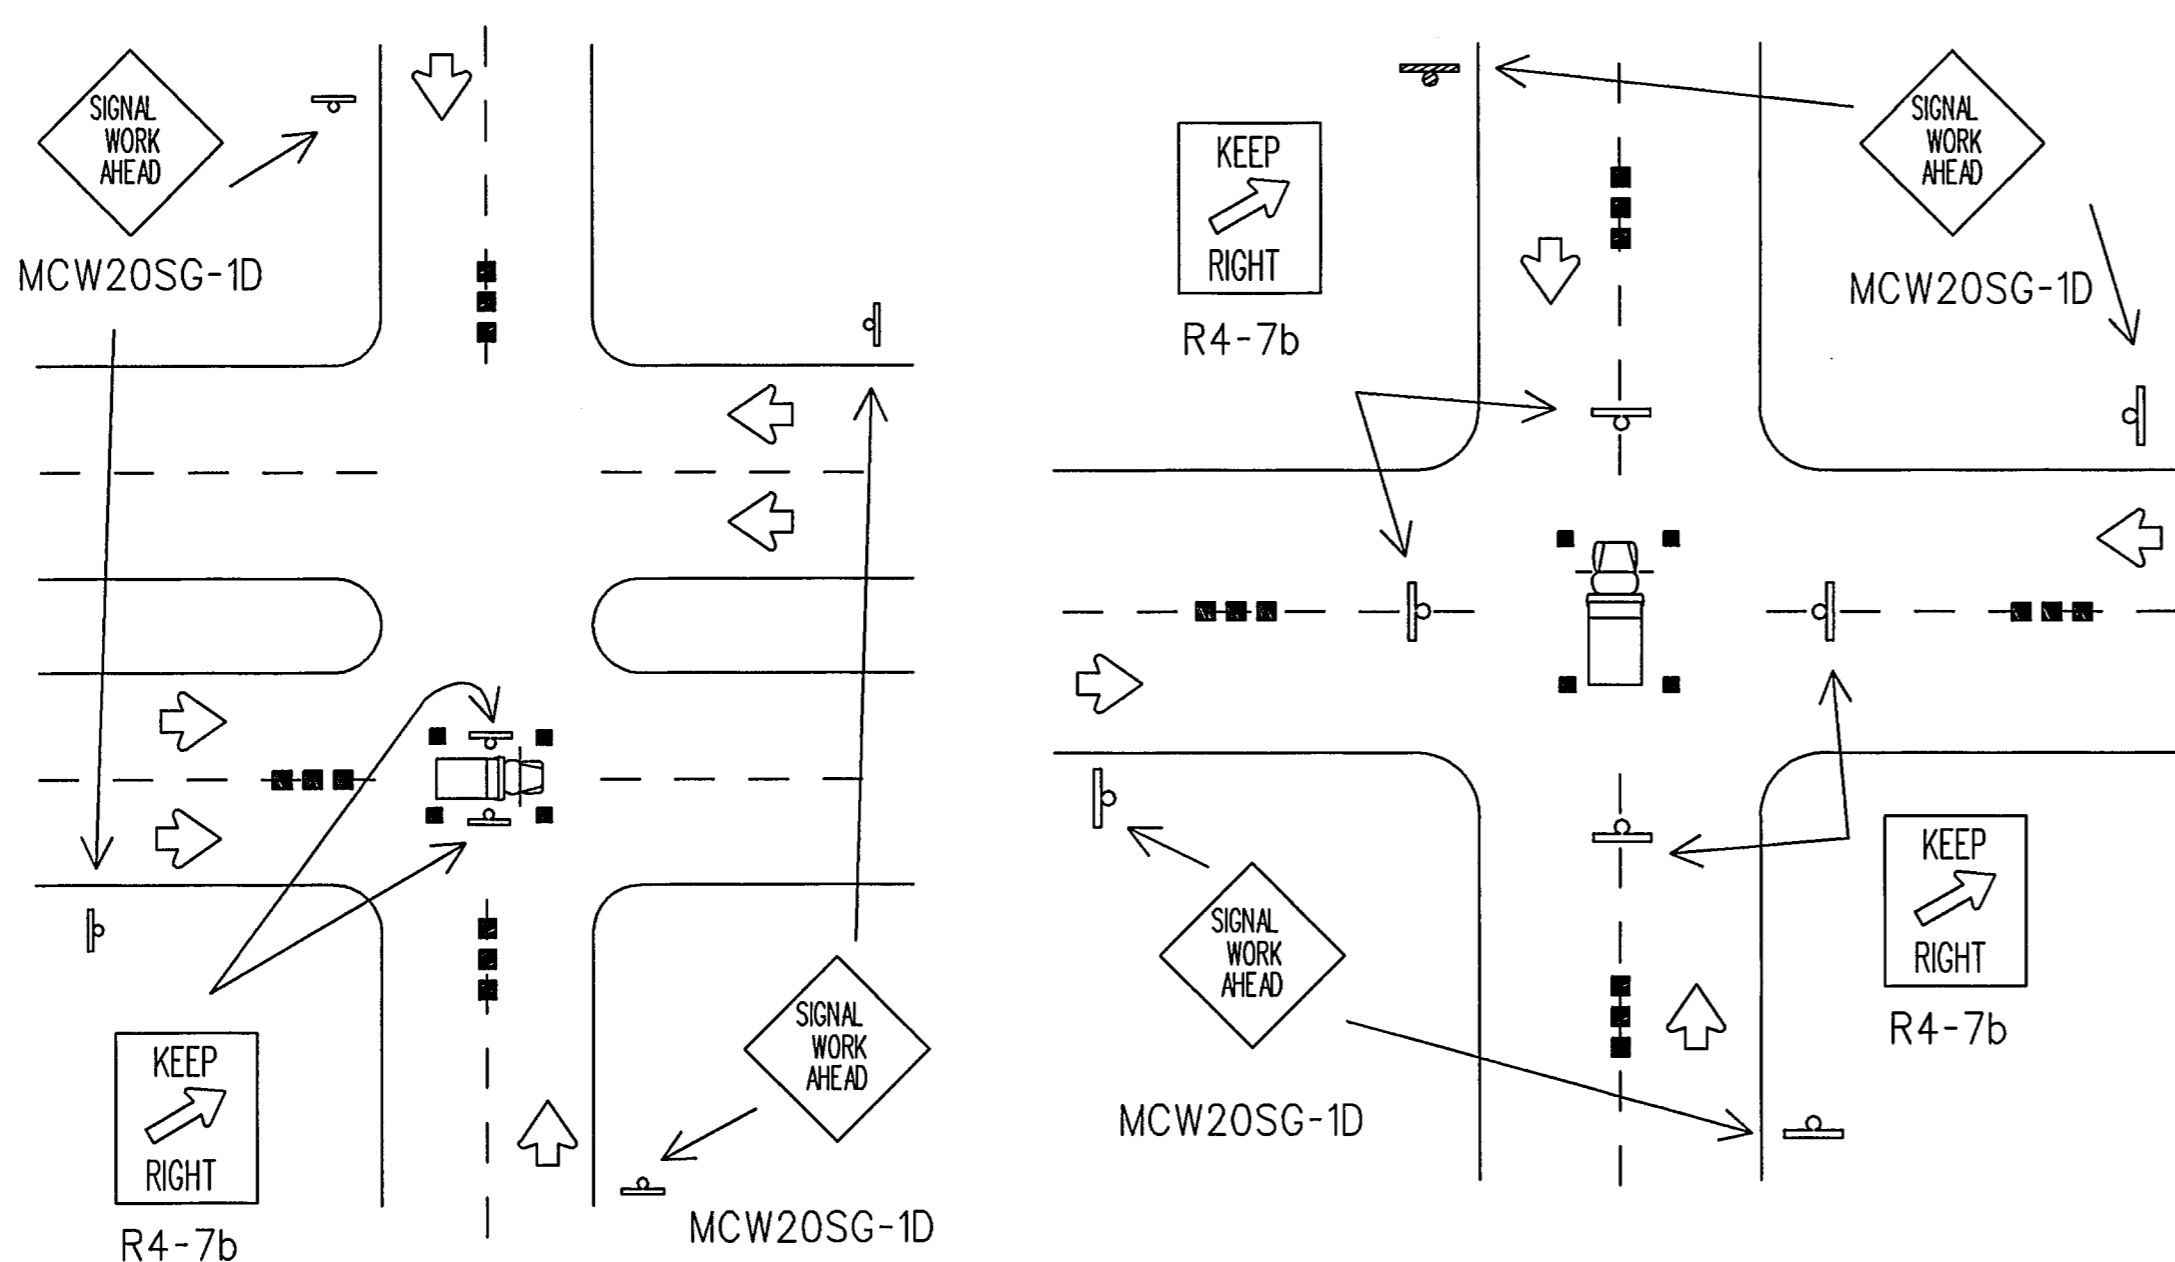 SIGNAL
WORK
AHEAD
MCW20SG-1D
KEEP
RIGHT
R4-7b
SIGNAL
WORK
AHEAD
MCW20SG-1D
KEEP
RIGHT
R4-7b
SIGNAL
WORK
AHEAD
MCW20SG-1D
SIGNAL
WORK
AHEAD
MCW20SG-1D
KEEP
RIGHT
R4-7b